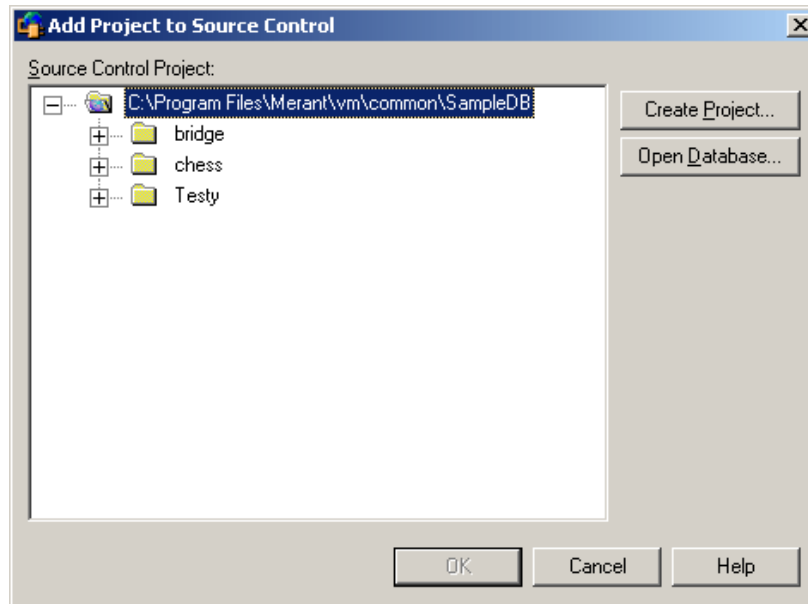 Add Project to Source Control
Source Control Project:
C:\Program Files\Merant\vm\common\SampleDB
bridge
chess
Testy
Create Project...
Open Database...
OK
Cancel
Help